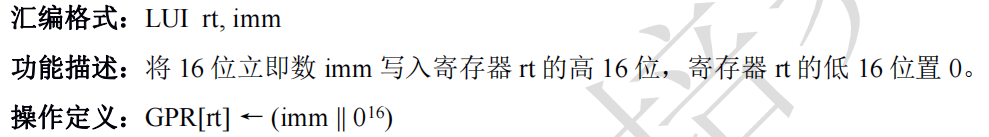 汇编格式：LUI rt, imm
功能描述：将 16 位立即数 imm 写入寄存器 rt 的高 16 位，寄存器 rt 的低 16 位置 0。
操作定义：GPR[rt] ← (imm || 0¹⁶)